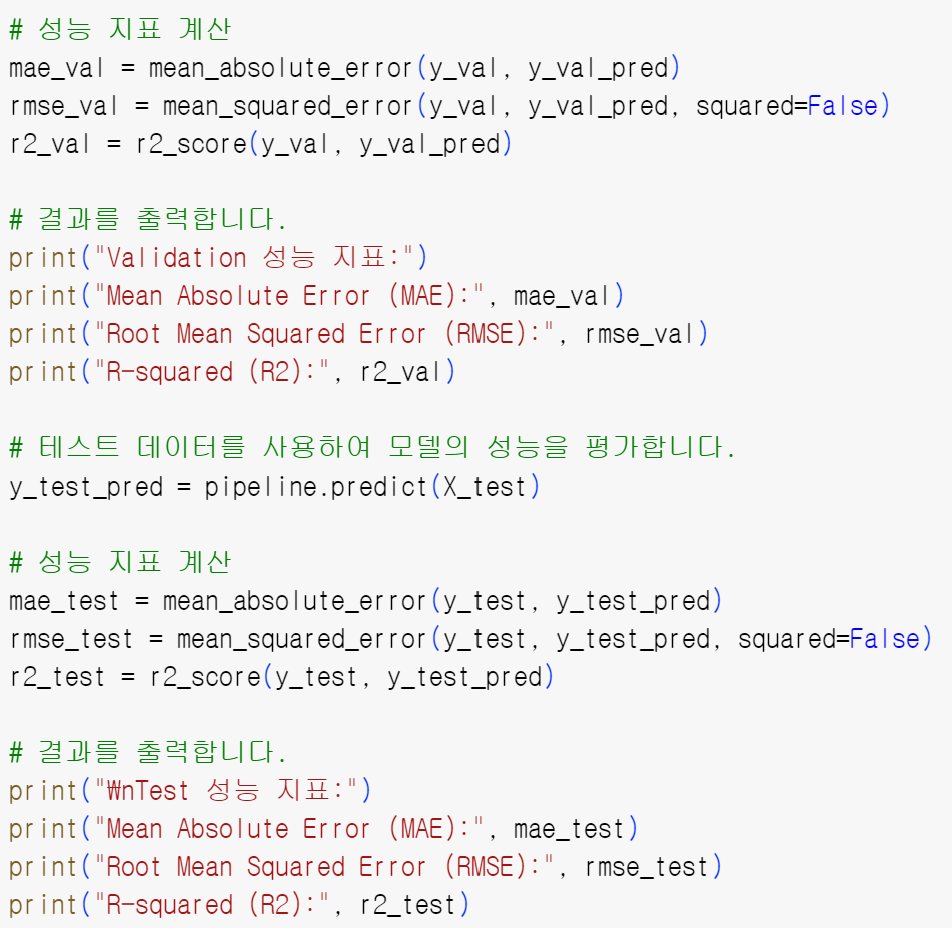 # 성능 지표 계산
mae_val = mean_absolute_error(y_val, y_val_pred)
rmse_val = mean_squared_error(y_val, y_val_pred, squared=False)
r2_val = r2_score(y_val, y_val_pred)
# 결과를 출력합니다.
print("Validation 성능 지표:")
print("Mean Absolute Error (MAE):", mae_val)
print("Root Mean Squared Error (RMSE):", rmse_val)
print("R-squared (R2):", r2_val)
# 테스트 데이터를 사용하여 모델의 성능을 평가합니다.
y_test_pred = pipeline.predict(X_test)
# 성능 지표 계산
mae_test = mean_absolute_error(y_test, y_test_pred)
rmse_test = mean_squared_error(y_test, y_test_pred, squared=False)
r2_test = r2_score(y_test, y_test_pred)
# 결과를 출력합니다.
print("₩nTest 성능 지표:")
print("Mean Absolute Error (MAE):", mae_test)
print("Root Mean Squared Error (RMSE):", rmse_test)
print("R-squared (R2):", r2_test)